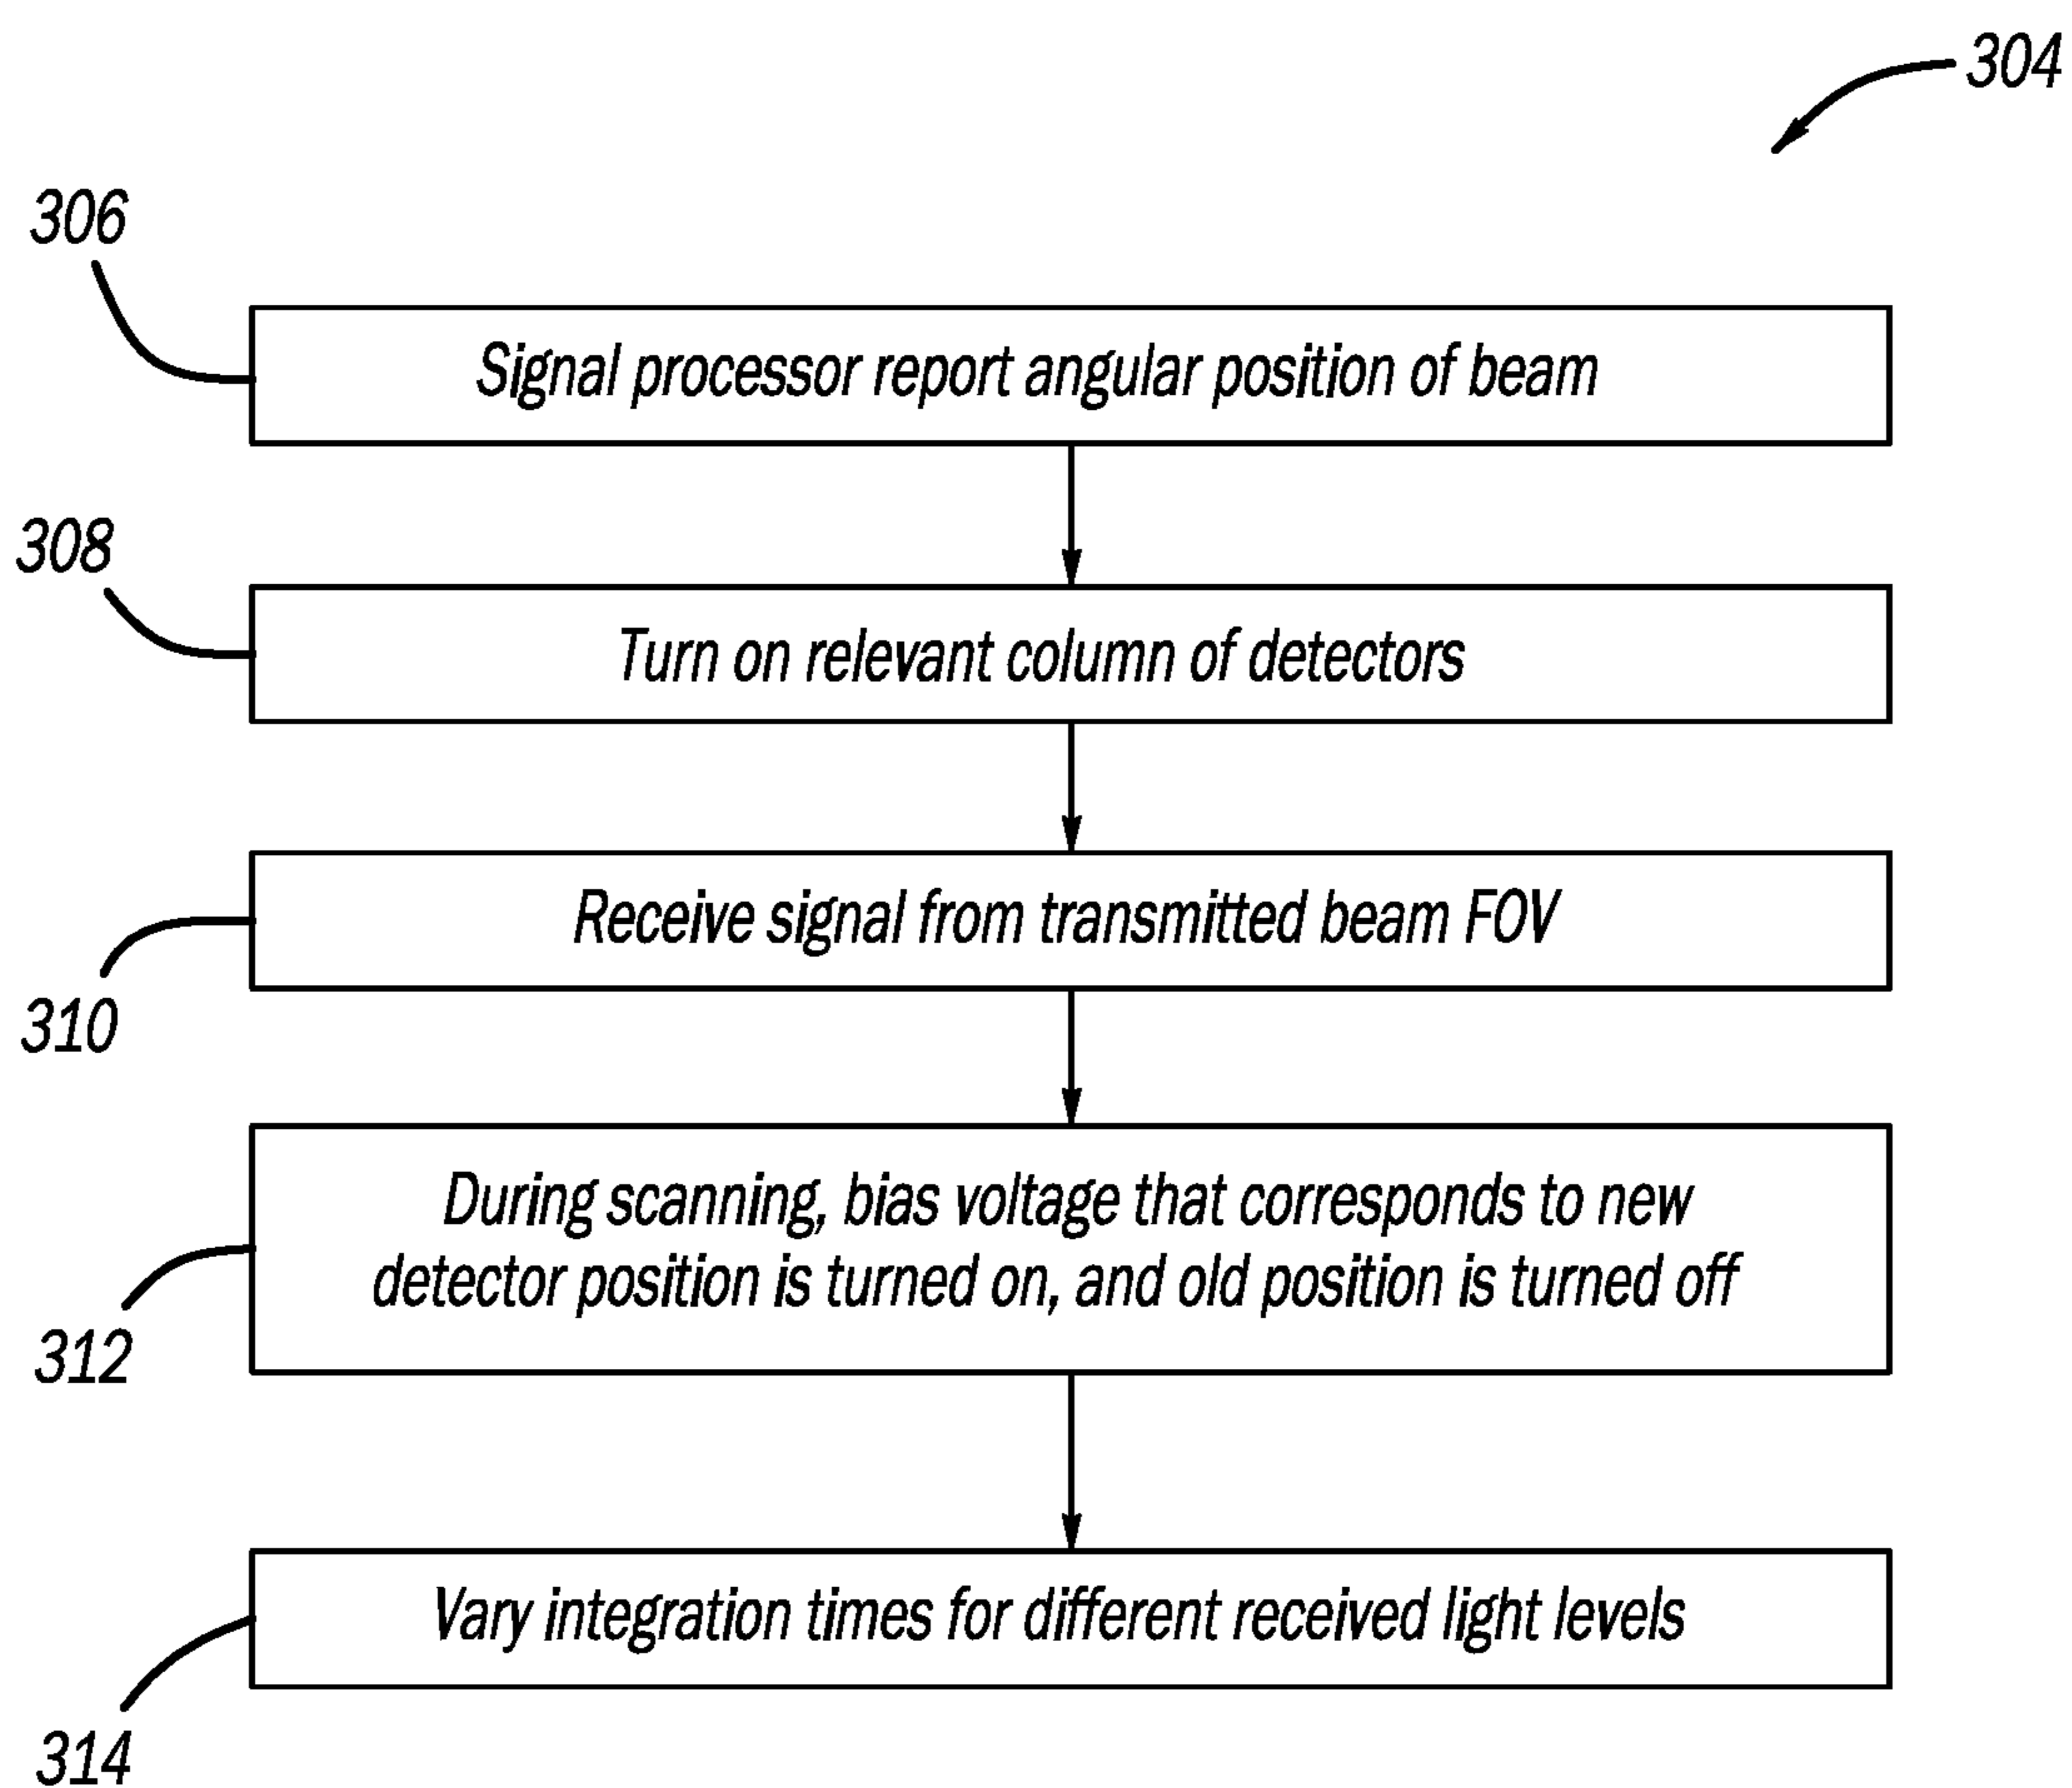 304
306
Signal processor report angular position of beam
308
Turn on relevant column of detectors
Receive signal from transmitted beam FOV
310
During scanning, bias voltage that corresponds to new
detector position is turned on, and old position is turned off
312
Vary integration times for different received light levels
314